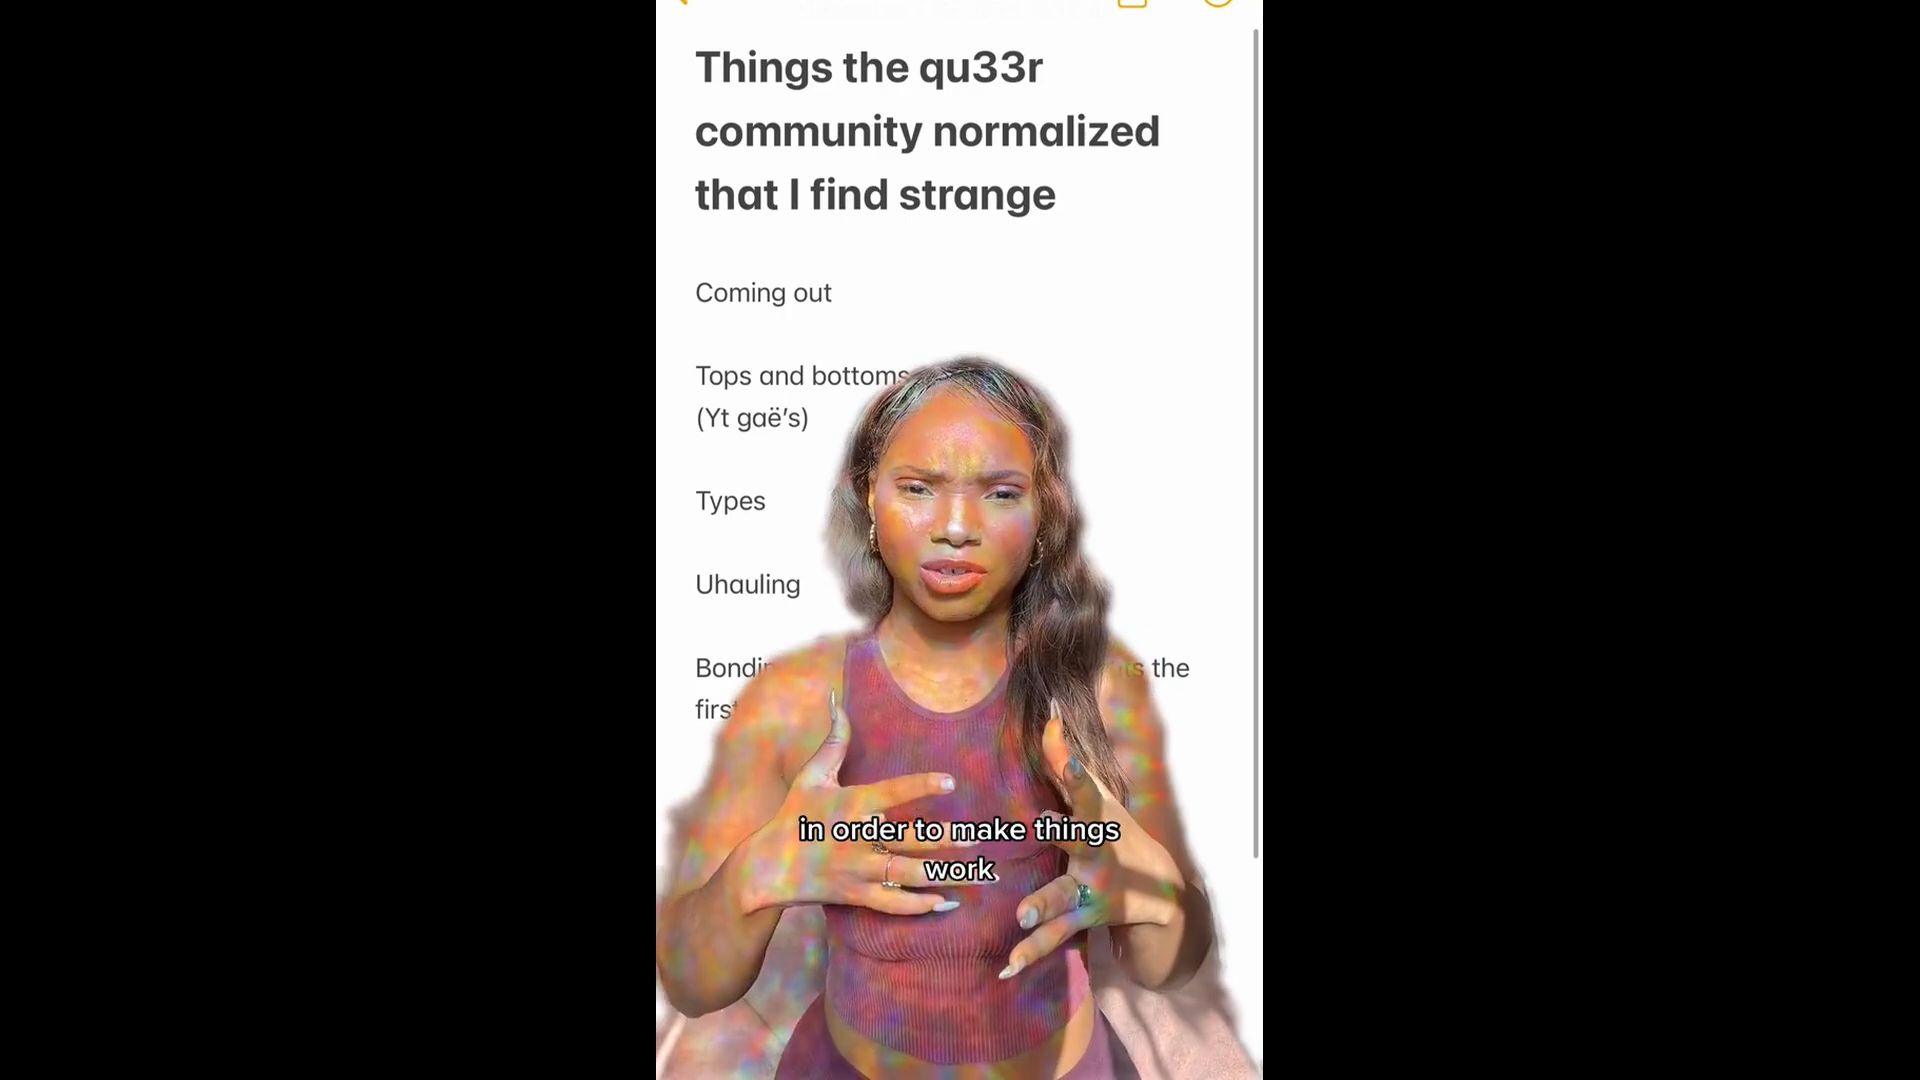 Things the qu33r
community normalized
that I find strange
Coming out
Tops and bottoms
(Yt gaë's)
Types
Uhauling
the
in order to make things
work